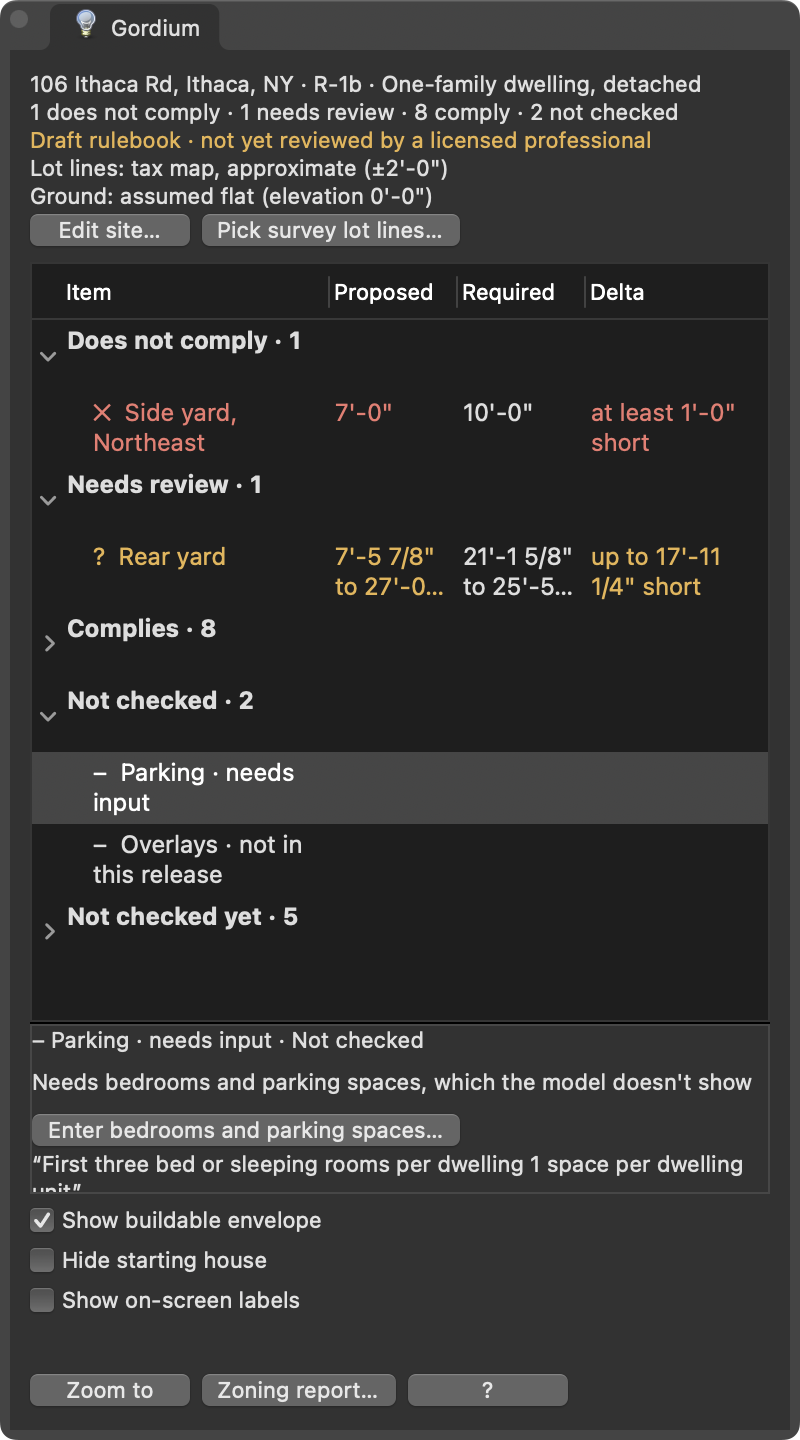 Gordium
106 Ithaca Rd, Ithaca, NY · R-1b · One-family dwelling, detached
1 does not comply · 1 needs review · 8 comply · 2 not checked
Draft rulebook · not yet reviewed by a licensed professional
Lot lines: tax map, approximate (±2'-0")
Ground: assumed flat (elevation 0'-0")
Edit site... Pick survey lot lines...
Item Proposed Required Delta
Does not comply · 1
× Side yard, 7'-0" 10'-0" at least 1'-0"
Northeast short
Needs review · 1
? Rear yard 7'-5 7/8" 21'-1 5/8" up to 17'-11
to 27'-0... to 25'-5... 1/4" short
Complies · 8
Not checked · 2
– Parking · needs
input
– Overlays · not in
this release
Not checked yet · 5
– Parking · needs input · Not checked
Needs bedrooms and parking spaces, which the model doesn't show
Enter bedrooms and parking spaces...
“First three bed or sleeping rooms per dwelling 1 space per dwelling
unit”
Show buildable envelope
Hide starting house
Show on-screen labels
Zoom to Zoning report... ?